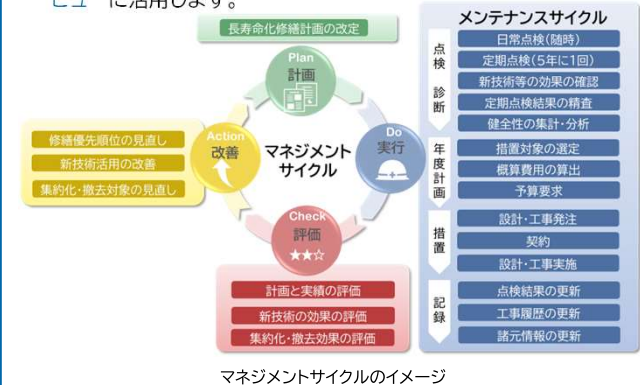 ビューに活用します。
長寿命化修繕計画の改定
Plan
計画
Action
改善
修繕優先順位の見直し
新技術活用の改善
集約化・撤去対象の見直し
マネジメント
サイクル
Do
実行
Check
評価
★★☆
計画と実績の評価
新技術の効果の評価
集約化・撤去効果の評価
メンテナンスサイクル
点検 診断
日常点検(随時)
定期点検(5年に1回)
新技術等の効果の確認
定期点検結果の精査
健全性の集計・分析
年度計画
措置対象の選定
概算費用の算出
予算要求
措置
設計・工事発注
契約
設計・工事実施
記録
点検結果の更新
工事履歴の更新
諸元情報の更新
マネジメントサイクルのイメージ